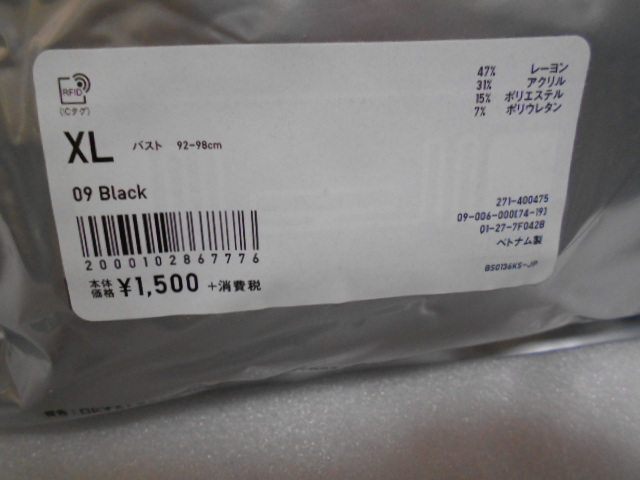 RFID
(ICタグ)
XL バスト 92-98cm
09 Black
2000102867776
本体価格 ¥1,500 +消費税
47% レーヨン
31% アクリル
15% ポリエステル
7% ポリウレタン
271-400475
09-006-000(74-19)
01-27-7F042B
ベトナム製
BS0136KS-JP